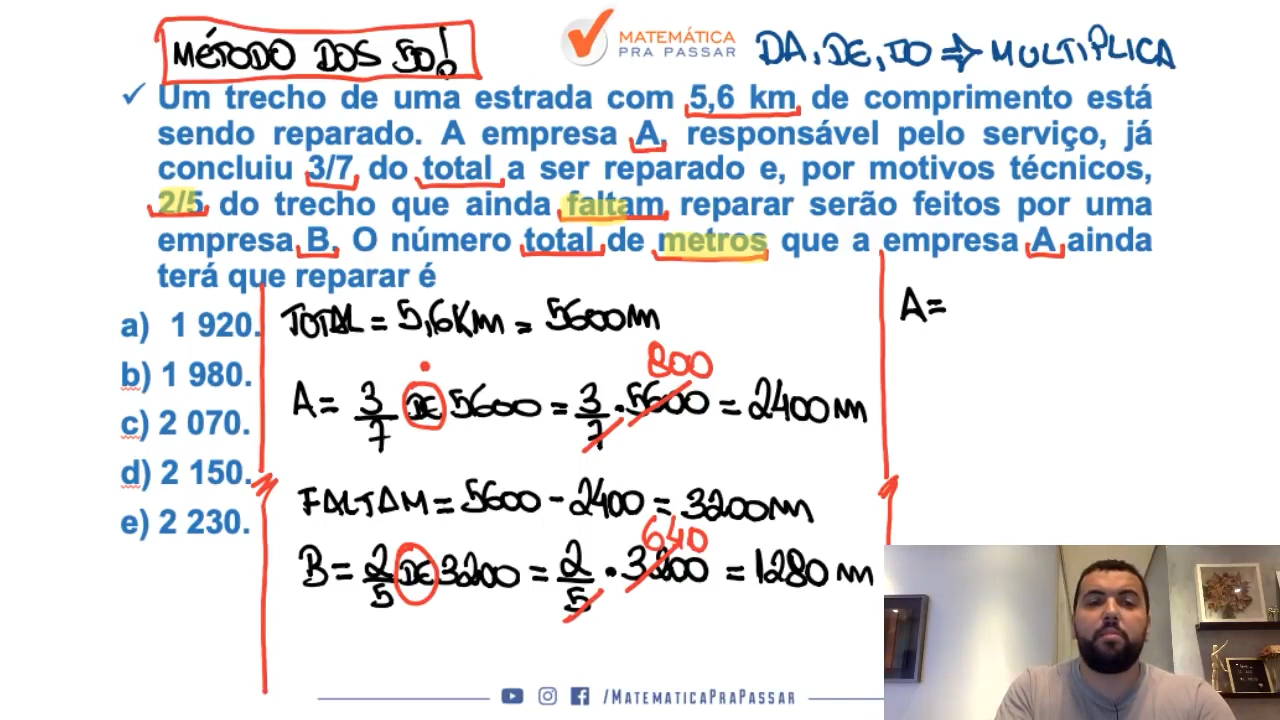 MÉTODO DOS 50!
MATEMÁTICA
PRA PASSAR
DA, DE, DO ⇒ MULTIPLICA
✓ Um trecho de uma estrada com 5,6 km de comprimento está
sendo reparado. A empresa A, responsável pelo serviço, já
concluiu 3/7 do total a ser reparado e, por motivos técnicos,
2/5 do trecho que ainda faltam reparar serão feitos por uma
empresa B. O número total de metros que a empresa A ainda
terá que reparar é
a) 1 920.
b) 1 980.
c) 2 070.
d) 2 150.
e) 2 230.
TOTAL = 5,6KM = 5600m
800
A = 3/7 DE 5600 = 3/7 · 5600 = 2400m
FALTAM = 5600 - 2400 = 3200m
640
B = 2/5 DE 3200 = 2/5 · 3200 = 1280m
A=
/MATEMATICAPRAPASSAR